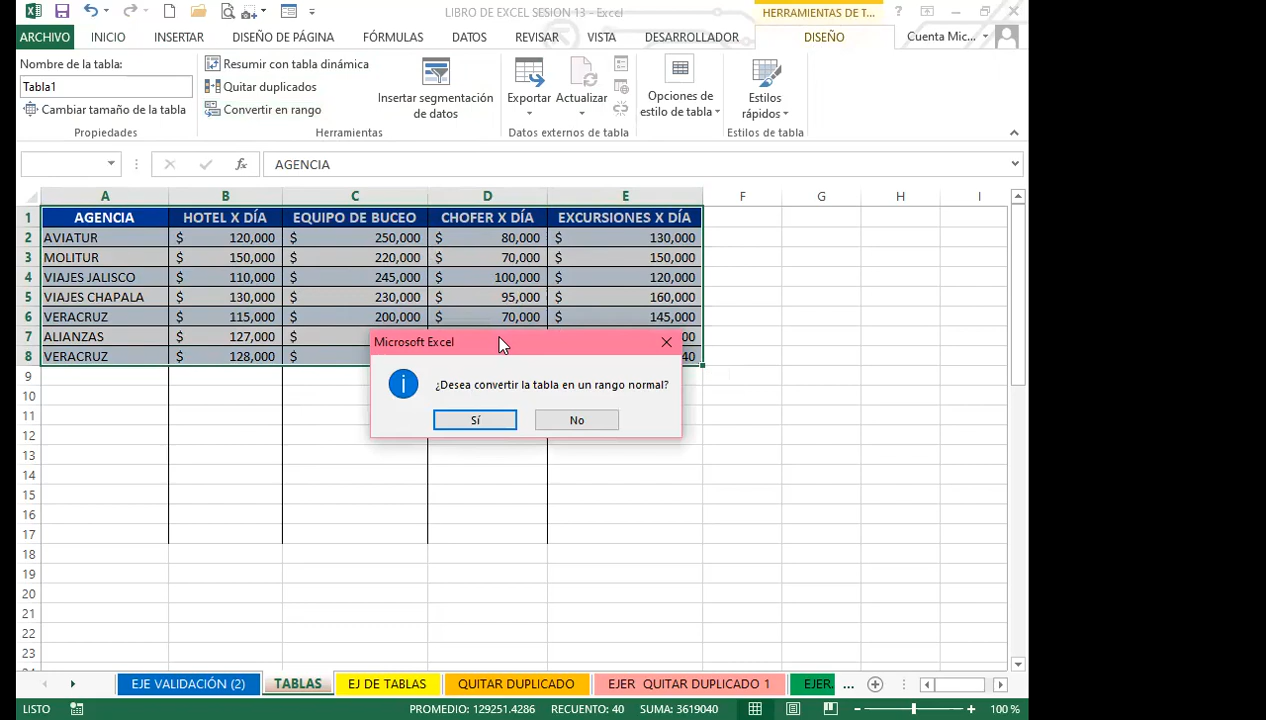 LIBRO DE EXCEL SESION 13 - Excel
HERRAMIENTAS DE T...
?
ARCHIVO INICIO INSERTAR DISEÑO DE PÁGINA FÓRMULAS DATOS REVISAR VISTA DESARROLLADOR DISEÑO Cuenta Mic...
Nombre de la tabla:
Tabla1
Cambiar tamaño de la tabla
Propiedades
Resumir con tabla dinámica
Quitar duplicados
Convertir en rango
Insertar segmentación
de datos
Herramientas
Exportar Actualizar
Datos externos de tabla
Opciones de
estilo de tabla
Estilos
rápidos
Estilos de tabla
fx AGENCIA
A B C D E F G H I
1 AGENCIA HOTEL X DÍA EQUIPO DE BUCEO CHOFER X DÍA EXCURSIONES X DÍA
2 AVIATUR $ 120,000 $ 250,000 $ 80,000 $ 130,000
3 MOLITUR $ 150,000 $ 220,000 $ 70,000 $ 150,000
4 VIAJES JALISCO $ 110,000 $ 245,000 $ 100,000 $ 120,000
5 VIAJES CHAPALA $ 130,000 $ 230,000 $ 95,000 $ 160,000
6 VERACRUZ $ 115,000 $ 200,000 $ 70,000 $ 145,000
7 ALIANZAS $ 127,000 $
8 VERACRUZ $ 128,000 $ 40
Microsoft Excel
¿Desea convertir la tabla en un rango normal?
Sí No
9
10
11
12
13
14
15
16
17
18
19
20
21
22
23
EJE VALIDACIÓN (2) TABLAS EJ DE TABLAS QUITAR DUPLICADO EJER QUITAR DUPLICADO 1 EJER. ...
LISTO PROMEDIO: 129251.4286 RECUENTO: 40 SUMA: 3619040 100 %